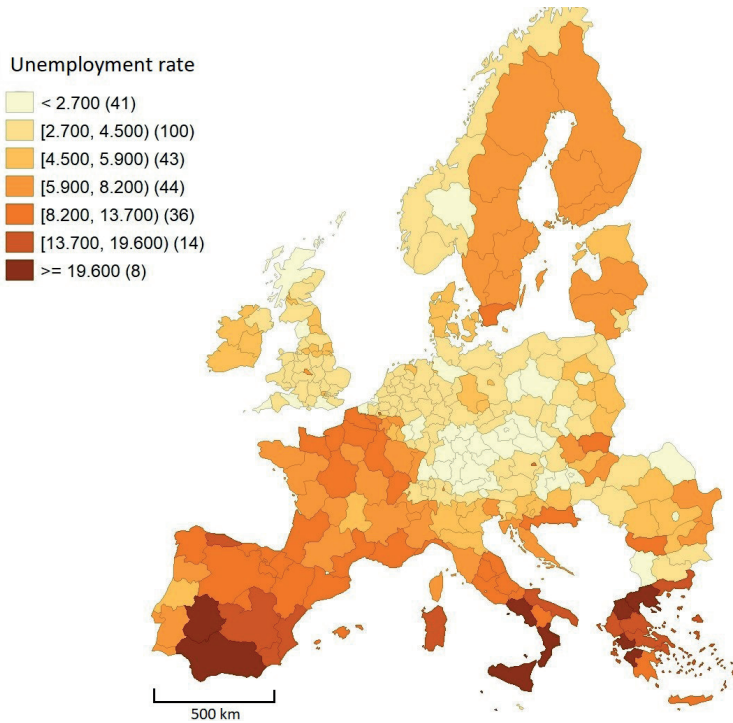 Unemployment rate
< 2.700 (41)
[2.700, 4.500) (100)
[4.500, 5.900) (43)
[5.900, 8.200) (44)
[8.200, 13.700) (36)
[13.700, 19.600) (14)
>= 19.600 (8)
500 km